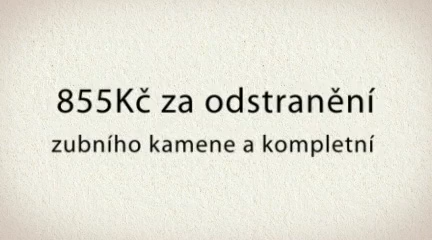 855Kč za odstranění
zubního kamene a kompletní